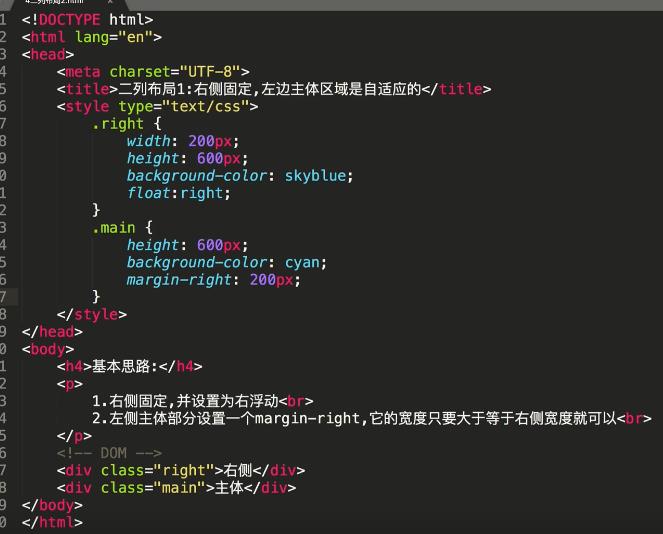 4二列布局2.html ×
1 <!DOCTYPE html>
2 <html lang="en">
3 <head>
4 <meta charset="UTF-8">
5 <title>二列布局1:右侧固定,左边主体区域是自适应的</title>
6 <style type="text/css">
7 .right {
8 width: 200px;
9 height: 600px;
0 background-color: skyblue;
1 float:right;
2 }
3 .main {
4 height: 600px;
5 background-color: cyan;
6 margin-right: 200px;
7 }
8 </style>
9 </head>
0 <body>
1 <h4>基本思路:</h4>
2 <p>
3 1.右侧固定,并设置为右浮动<br>
4 2.左侧主体部分设置一个margin-right,它的宽度只要大于等于右侧宽度就可以<br>
5 </p>
6 <!-- DOM -->
7 <div class="right">右侧</div>
8 <div class="main">主体</div>
9 </body>
0 </html>